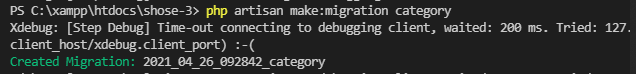 PS C:\xampp\htdocs\shose-3> php artisan make:migration category
Xdebug: [Step Debug] Time-out connecting to debugging client, waited: 200 ms. Tried: 127.
client_host/xdebug.client_port) :-(
Created Migration: 2021_04_26_092842_category